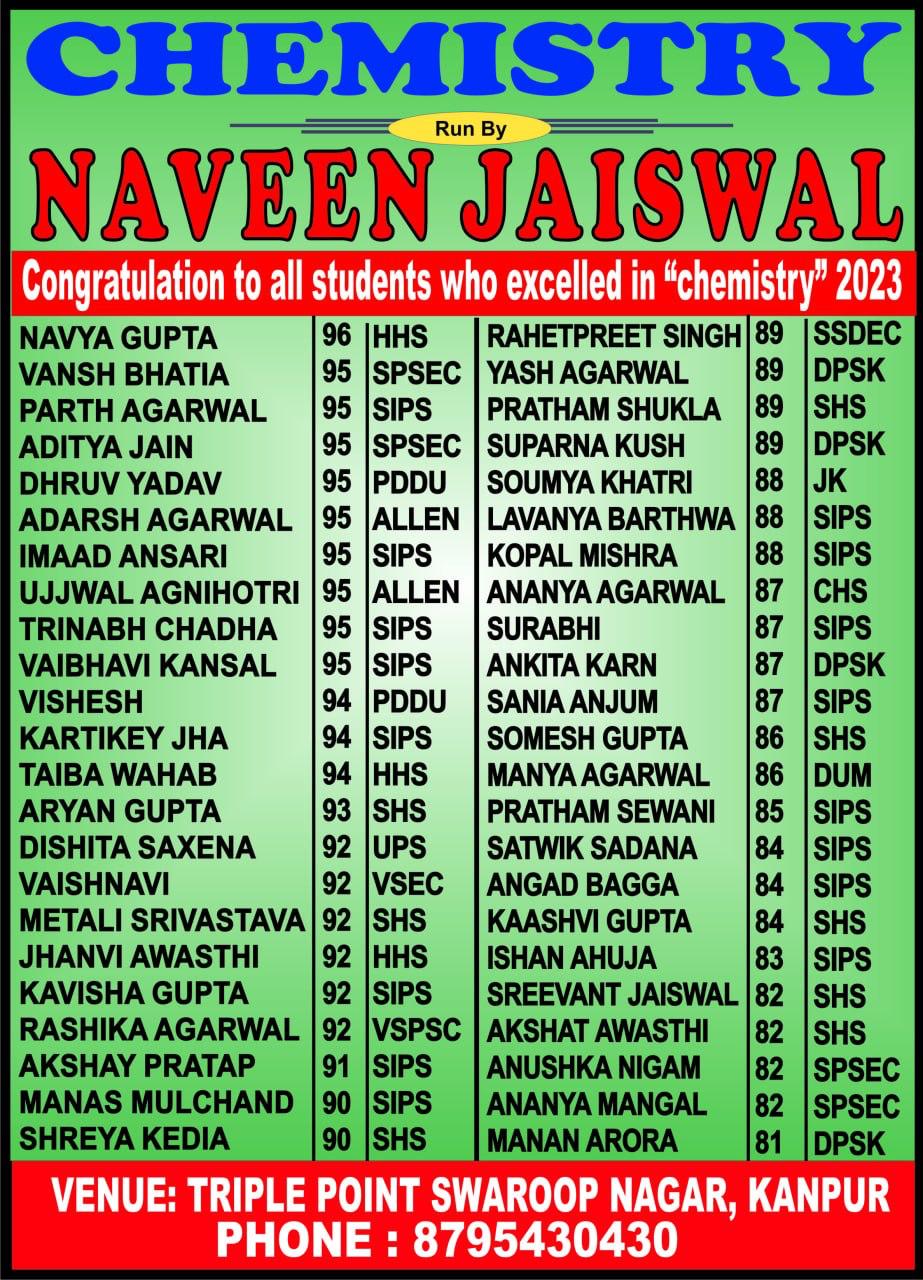 CHEMISTRY
Run By
NAVEEN JAISWAL
Congratulation to all students who excelled in “chemistry” 2023
NAVYA GUPTA 96 HHS RAHETPREET SINGH 89 SSDEC
VANSH BHATIA 95 SPSEC YASH AGARWAL 89 DPSK
PARTH AGARWAL 95 SIPS PRATHAM SHUKLA 89 SHS
ADITYA JAIN 95 SPSEC SUPARNA KUSH 89 DPSK
DHRUV YADAV 95 PDDU SOUMYA KHATRI 88 JK
ADARSH AGARWAL 95 ALLEN LAVANYA BARTHWA 88 SIPS
IMAAD ANSARI 95 SIPS KOPAL MISHRA 88 SIPS
UJJWAL AGNIHOTRI 95 ALLEN ANANYA AGARWAL 87 CHS
TRINABH CHADHA 95 SIPS SURABHI 87 SIPS
VAIBHAVI KANSAL 95 SIPS ANKITA KARN 87 DPSK
VISHESH 94 PDDU SANIA ANJUM 87 SIPS
KARTIKEY JHA 94 SIPS SOMESH GUPTA 86 SHS
TAIBA WAHAB 94 HHS MANYA AGARWAL 86 DUM
ARYAN GUPTA 93 SHS PRATHAM SEWANI 85 SIPS
DISHITA SAXENA 92 UPS SATWIK SADANA 84 SIPS
VAISHNAVI 92 VSEC ANGAD BAGGA 84 SIPS
METALI SRIVASTAVA 92 SHS KAASHVI GUPTA 84 SHS
JHANVI AWASTHI 92 HHS ISHAN AHUJA 83 SIPS
KAVISHA GUPTA 92 SIPS SREEVANT JAISWAL 82 SHS
RASHIKA AGARWAL 92 VSPSC AKSHAT AWASTHI 82 SHS
AKSHAY PRATAP 91 SIPS ANUSHKA NIGAM 82 SPSEC
MANAS MULCHAND 90 SIPS ANANYA MANGAL 82 SPSEC
SHREYA KEDIA 90 SHS MANAN ARORA 81 DPSK
VENUE: TRIPLE POINT SWAROOP NAGAR, KANPUR
PHONE : 8795430430